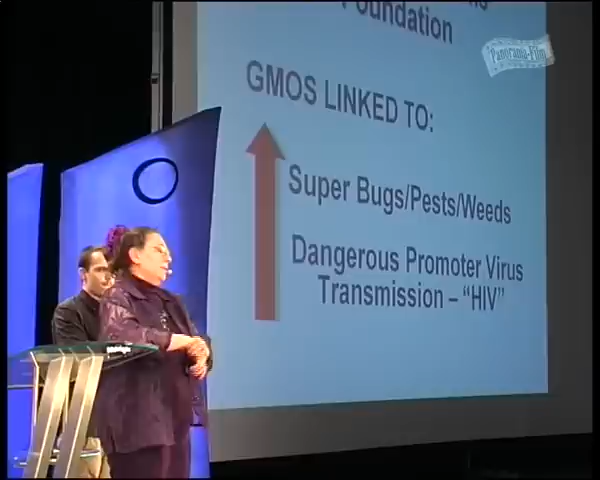 Foundation
Panorama-Film
GMOS LINKED TO:
Super Bugs/Pests/Weeds
Dangerous Promoter Virus
Transmission – “HIV”